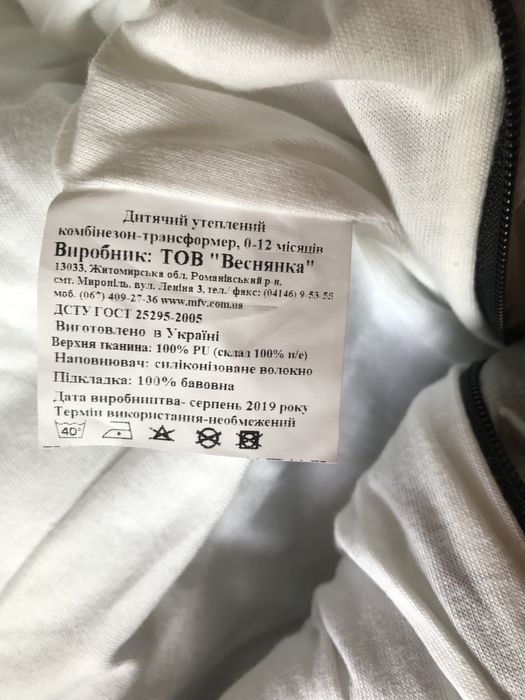 Дитячий утеплений
комбінезон-трансформер, 0-12 місяців
Виробник: ТОВ "Веснянка"
13033, Житомирська обл. Романівський р-н,
смт. Миропіль, вул. Леніна 3, тел./ факс: (04146) 9-53-55
моб. (067) 409-27-36 www.mfv.com.ua
ДСТУ ГОСТ 25295-2005
Виготовлено в Україні
Верхня тканина: 100% PU (склад 100% п/е)
Наповнювач: силіконізоване волокно
Підкладка: 100% бавовна
Дата виробництва- серпень 2019 року
Термін використання-необмежений
40°